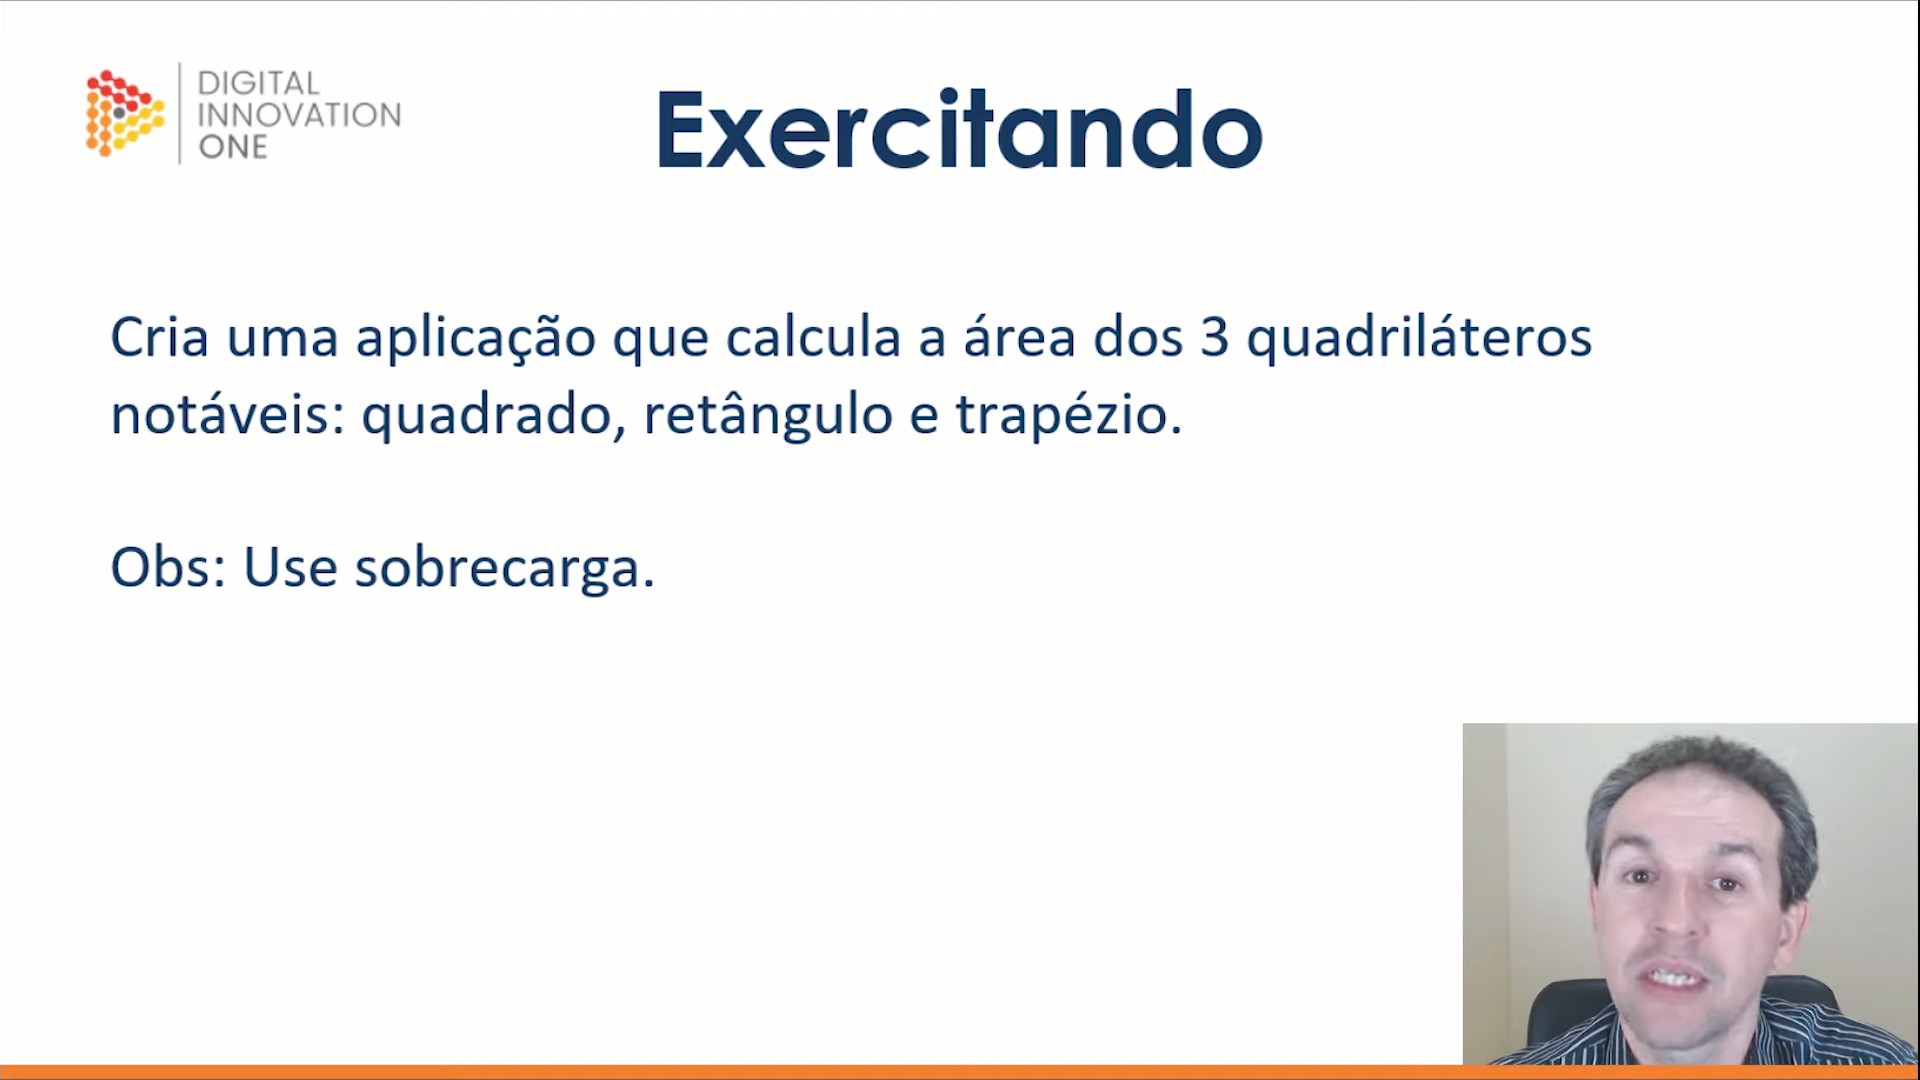 DIGITAL
INNOVATION
ONE
Exercitando
Cria uma aplicação que calcula a área dos 3 quadriláteros
notáveis: quadrado, retângulo e trapézio.
Obs: Use sobrecarga.